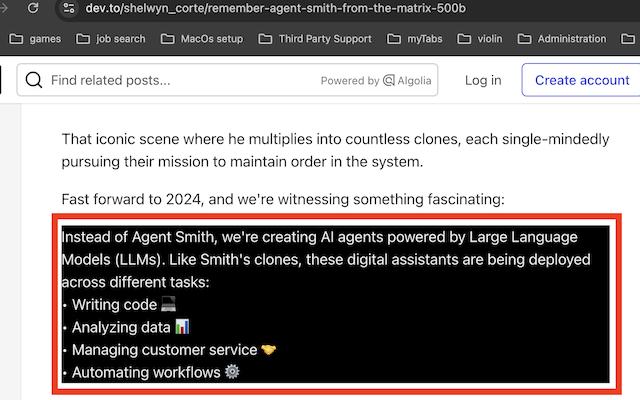 dev.to/shelwyn_corte/remember-agent-smith-from-the-matrix-500b
games job search MacOs setup Third Party Support myTabs violin Administration
Find related posts... Powered by Algolia Log in Create account
That iconic scene where he multiplies into countless clones, each single-mindedly
pursuing their mission to maintain order in the system.
Fast forward to 2024, and we're witnessing something fascinating:
Instead of Agent Smith, we're creating AI agents powered by Large Language
Models (LLMs). Like Smith's clones, these digital assistants are being deployed
across different tasks:
• Writing code 💻
• Analyzing data 📊
• Managing customer service 🤝
• Automating workflows ⚙️